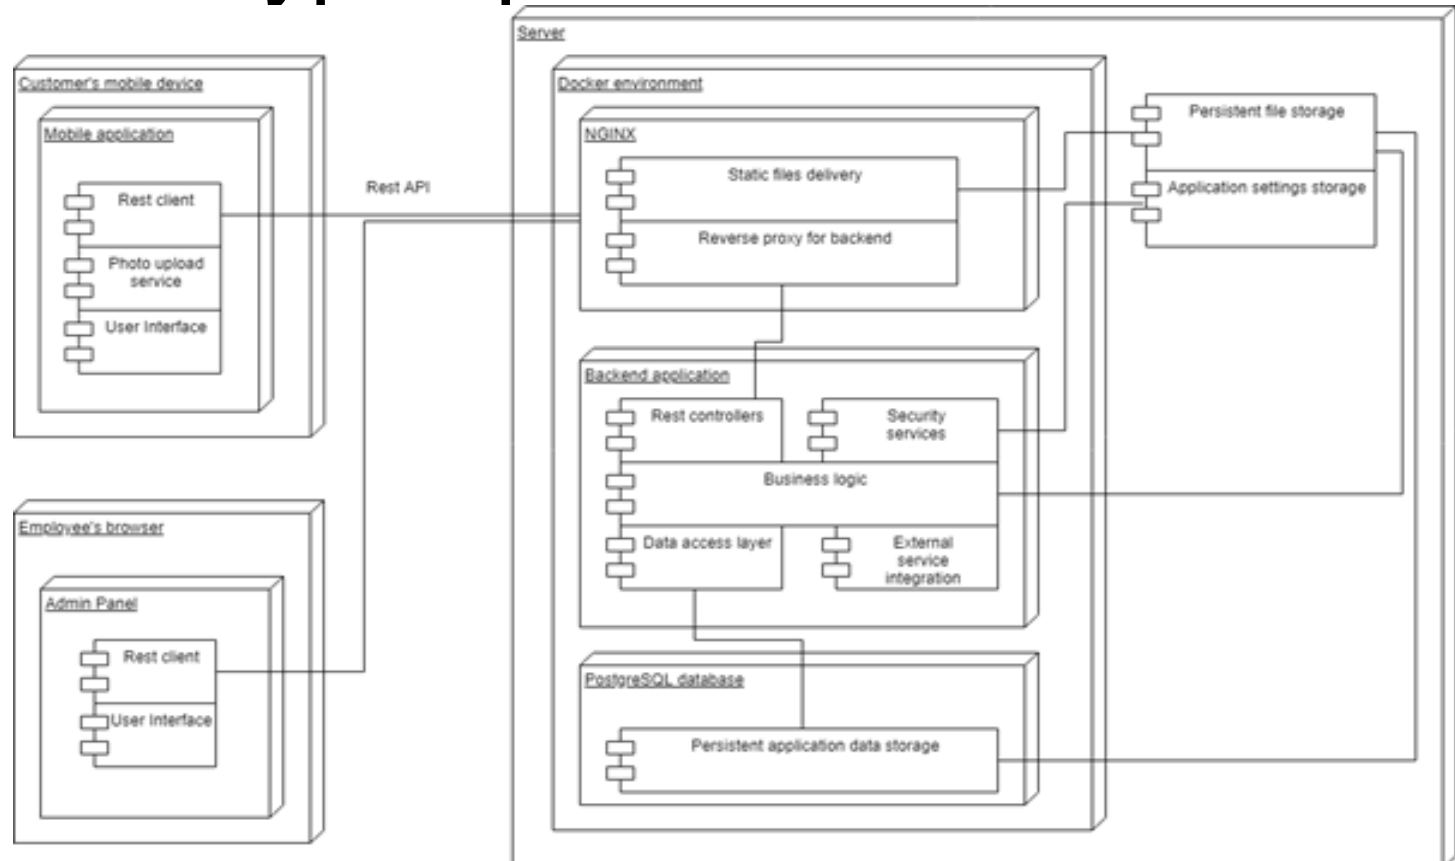 Server
Customer's mobile device
Mobile application
Rest client
Photo upload
service
User Interface
Rest API
Employee's browser
Admin Panel
Rest client
User Interface
Docker environment
NGINX
Static files delivery
Reverse proxy for backend
Backend application
Rest controllers
Security
services
Business logic
Data access layer
External
service
integration
PostgreSQL database
Persistent application data storage
Persistent file storage
Application settings storage